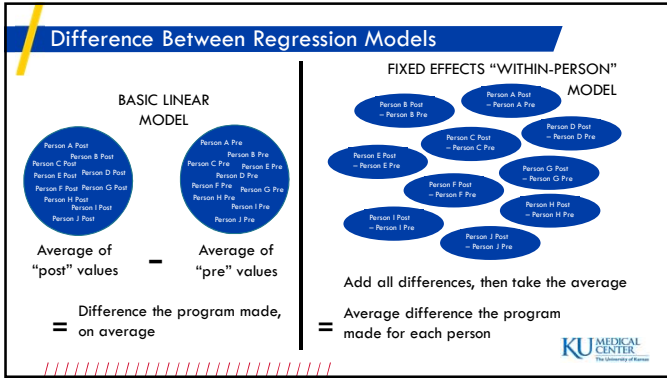 Difference Between Regression Models
BASIC LINEAR
MODEL
Person A Post
Person B Post
Person C Post
Person D Post
Person E Post
Person F Post
Person G Post
Person H Post
Person I Post
Person J Post
Average of
“post” values
-
Person A Pre
Person B Pre
Person C Pre
Person E Pre
Person D Pre
Person F Pre
Person G Pre
Person H Pre
Person I Pre
Person J Pre
Average of
“pre” values
= Difference the program made,
on average
FIXED EFFECTS “WITHIN-PERSON”
MODEL
Person A Post
– Person A Pre
Person B Post
– Person B Pre
Person D Post
– Person D Pre
Person C Post
– Person C Pre
Person E Post
– Person E Pre
Person G Post
– Person G Pre
Person F Post
– Person F Pre
Person H Post
– Person H Pre
Person I Post
– Person I Pre
Person J Post
– Person J Pre
Add all differences, then take the average
= Average difference the program
made for each person
KU MEDICAL
CENTER
The University of Kansas